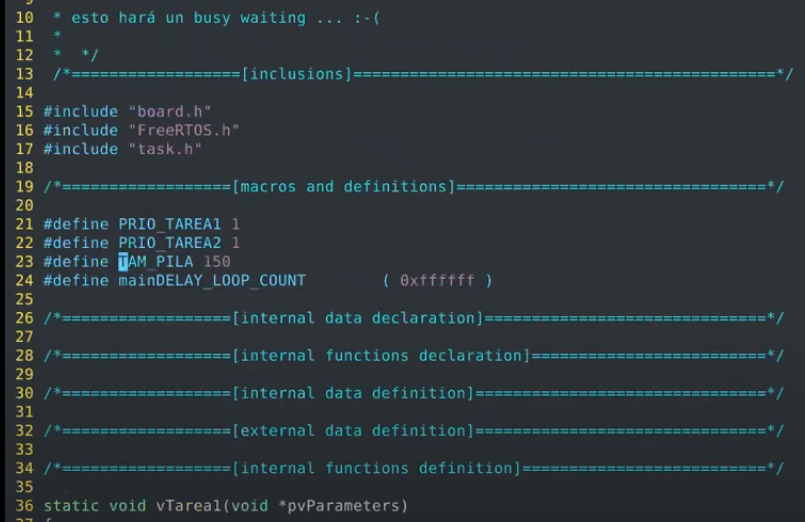 10  * esto hará un busy waiting ... :-(
11  *
12  *  */
13  /*==================[inclusions]=============================================*/
14
15 #include "board.h"
16 #include "FreeRTOS.h"
17 #include "task.h"
18
19 /*==================[macros and definitions]=================================*/
20
21 #define PRIO_TAREA1 1
22 #define PRIO_TAREA2 1
23 #define TAM_PILA 150
24 #define mainDELAY_LOOP_COUNT        ( 0xffffff )
25
26 /*==================[internal data declaration]==============================*/
27
28 /*==================[internal functions declaration]=========================*/
29
30 /*==================[internal data definition]===============================*/
31
32 /*==================[external data definition]===============================*/
33
34 /*==================[internal functions definition]==========================*/
35
36 static void vTarea1(void *pvParameters)